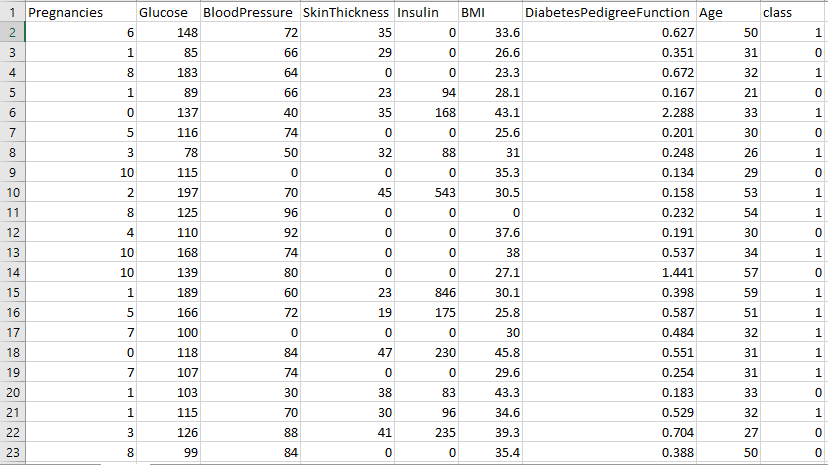 1 Pregnancies Glucose BloodPressure SkinThickness Insulin BMI DiabetesPedigreeFunction Age class
2 6 148 72 35 0 33.6 0.627 50 1
3 1 85 66 29 0 26.6 0.351 31 0
4 8 183 64 0 0 23.3 0.672 32 1
5 1 89 66 23 94 28.1 0.167 21 0
6 0 137 40 35 168 43.1 2.288 33 1
7 5 116 74 0 0 25.6 0.201 30 0
8 3 78 50 32 88 31 0.248 26 1
9 10 115 0 0 0 35.3 0.134 29 0
10 2 197 70 45 543 30.5 0.158 53 1
11 8 125 96 0 0 0 0.232 54 1
12 4 110 92 0 0 37.6 0.191 30 0
13 10 168 74 0 0 38 0.537 34 1
14 10 139 80 0 0 27.1 1.441 57 0
15 1 189 60 23 846 30.1 0.398 59 1
16 5 166 72 19 175 25.8 0.587 51 1
17 7 100 0 0 0 30 0.484 32 1
18 0 118 84 47 230 45.8 0.551 31 1
19 7 107 74 0 0 29.6 0.254 31 1
20 1 103 30 38 83 43.3 0.183 33 0
21 1 115 70 30 96 34.6 0.529 32 1
22 3 126 88 41 235 39.3 0.704 27 0
23 8 99 84 0 0 35.4 0.388 50 0